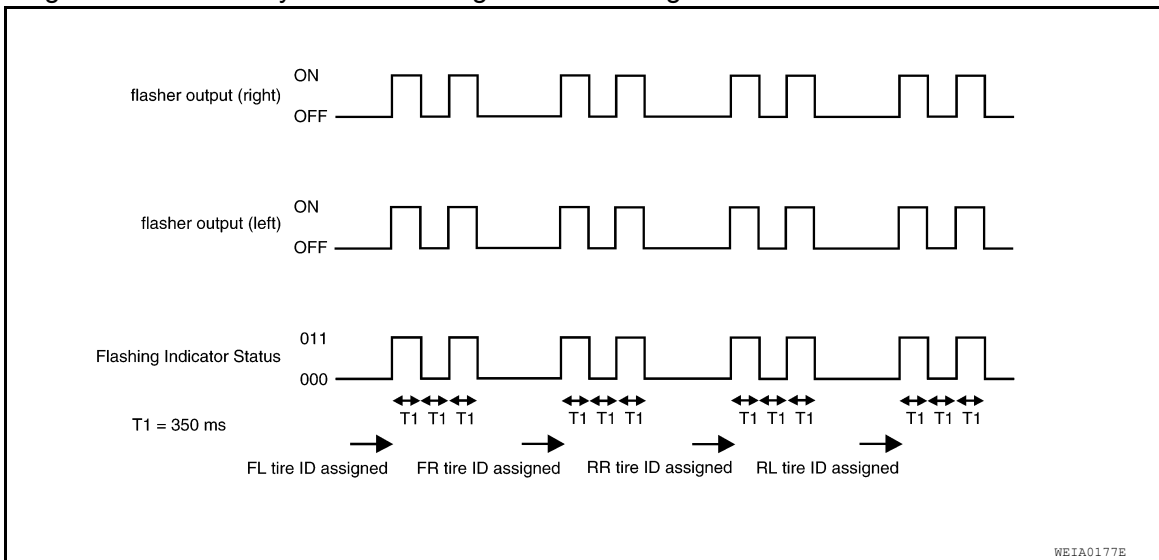 ON
flasher output (right)
OFF
ON
flasher output (left)
OFF
011
Flashing Indicator Status
000
T1 T1 T1 T1 T1 T1 T1 T1 T1 T1 T1 T1
T1 = 350 ms
FL tire ID assigned FR tire ID assigned RR tire ID assigned RL tire ID assigned
WEIA0177E